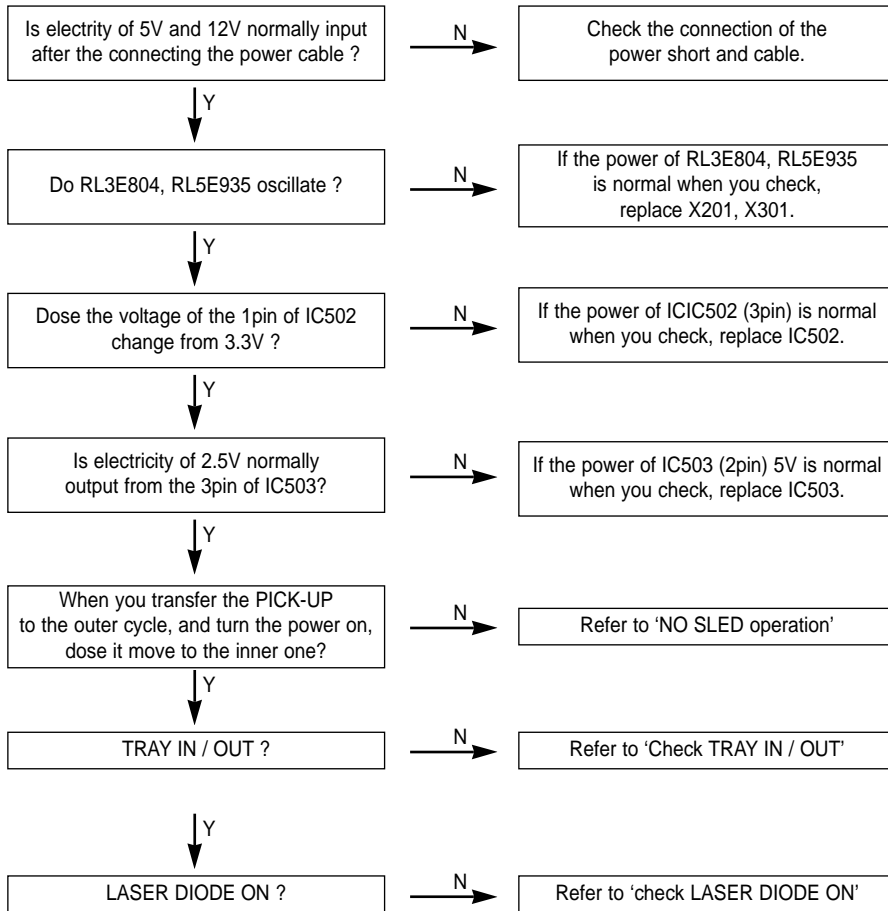 Is electrity of 5V and 12V normally input
after the connecting the power cable ?
N
Check the connection of the
power short and cable.
Y
Do RL3E804, RL5E935 oscillate ?
N
If the power of RL3E804, RL5E935
is normal when you check,
replace X201, X301.
Y
Dose the voltage of the 1pin of IC502
change from 3.3V ?
N
If the power of ICIC502 (3pin) is normal
when you check, replace IC502.
Y
Is electricity of 2.5V normally
output from the 3pin of IC503?
N
If the power of IC503 (2pin) 5V is normal
when you check, replace IC503.
Y
When you transfer the PICK-UP
to the outer cycle, and turn the power on,
dose it move to the inner one?
N
Refer to ‘NO SLED operation’
Y
TRAY IN / OUT ?
N
Refer to ‘Check TRAY IN / OUT’
Y
LASER DIODE ON ?
N
Refer to ‘check LASER DIODE ON’